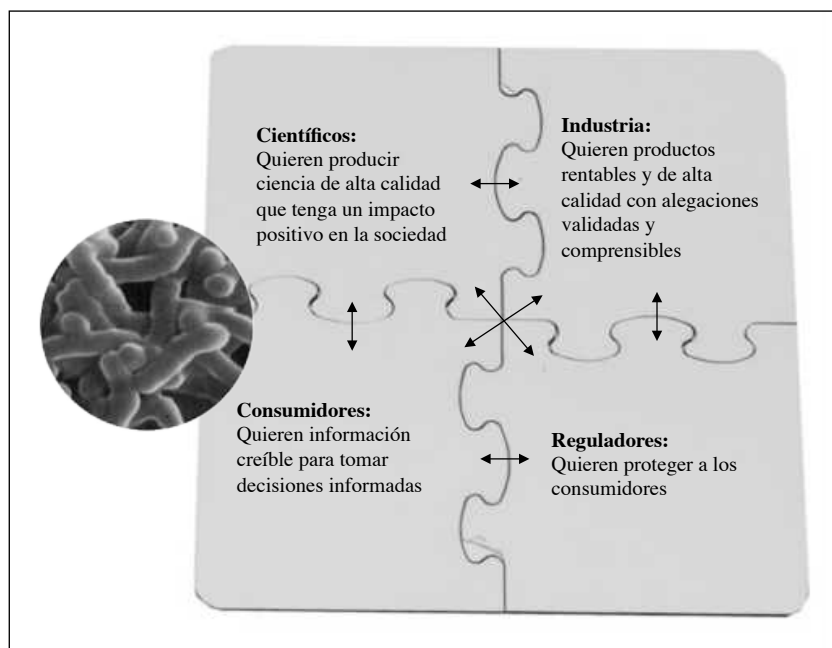 Científicos:
Quieren producir
ciencia de alta calidad
que tenga un impacto
positivo en la sociedad
Industria:
Quieren productos
rentables y de alta
calidad con alegaciones
validadas y
comprensibles
Consumidores:
Quieren información
creíble para tomar
decisiones informadas
Reguladores:
Quieren proteger a los
consumidores